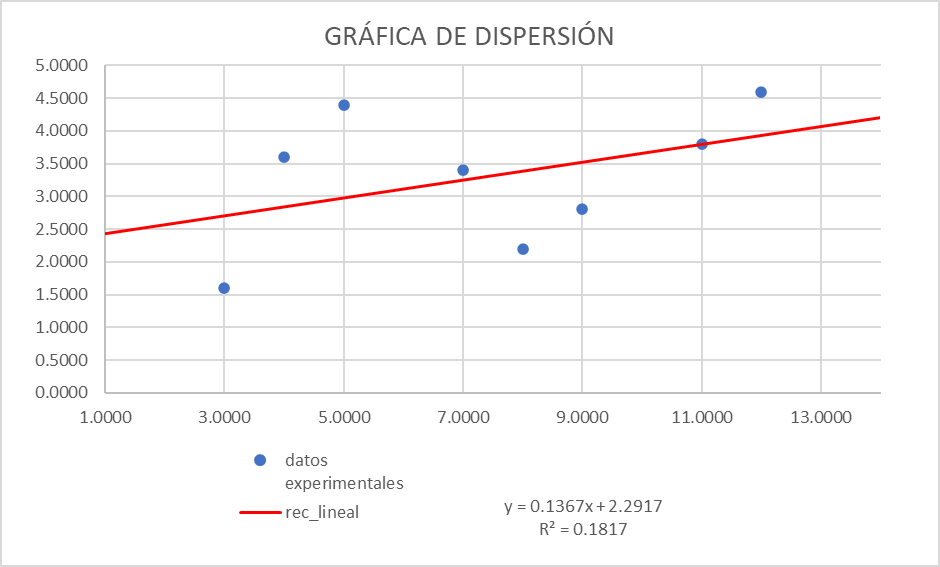 GRÁFICA DE DISPERSIÓN
5.0000
4.5000
4.0000
3.5000
3.0000
2.5000
2.0000
1.5000
1.0000
0.5000
0.0000
1.0000 3.0000 5.0000 7.0000 9.0000 11.0000 13.0000
datos
experimentales
rec_lineal
y = 0.1367x + 2.2917
R² = 0.1817